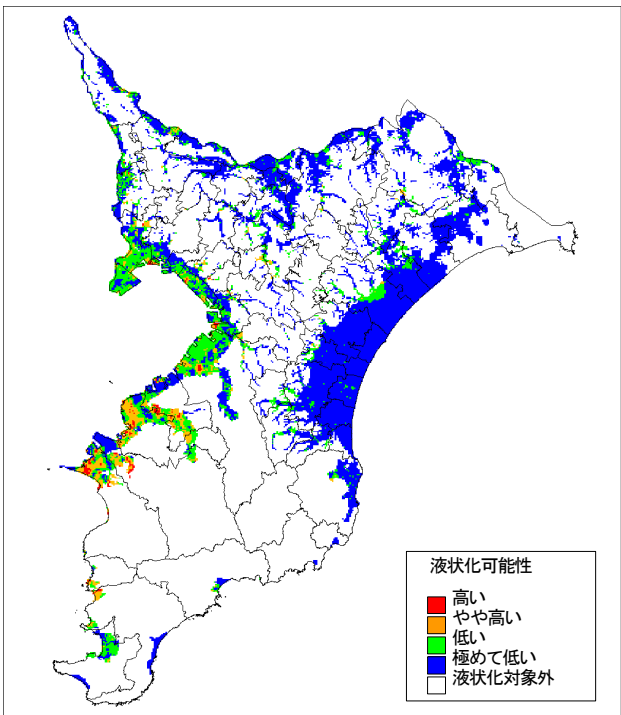 液状化可能性
高い
やや高い
低い
極めて低い
液状化対象外